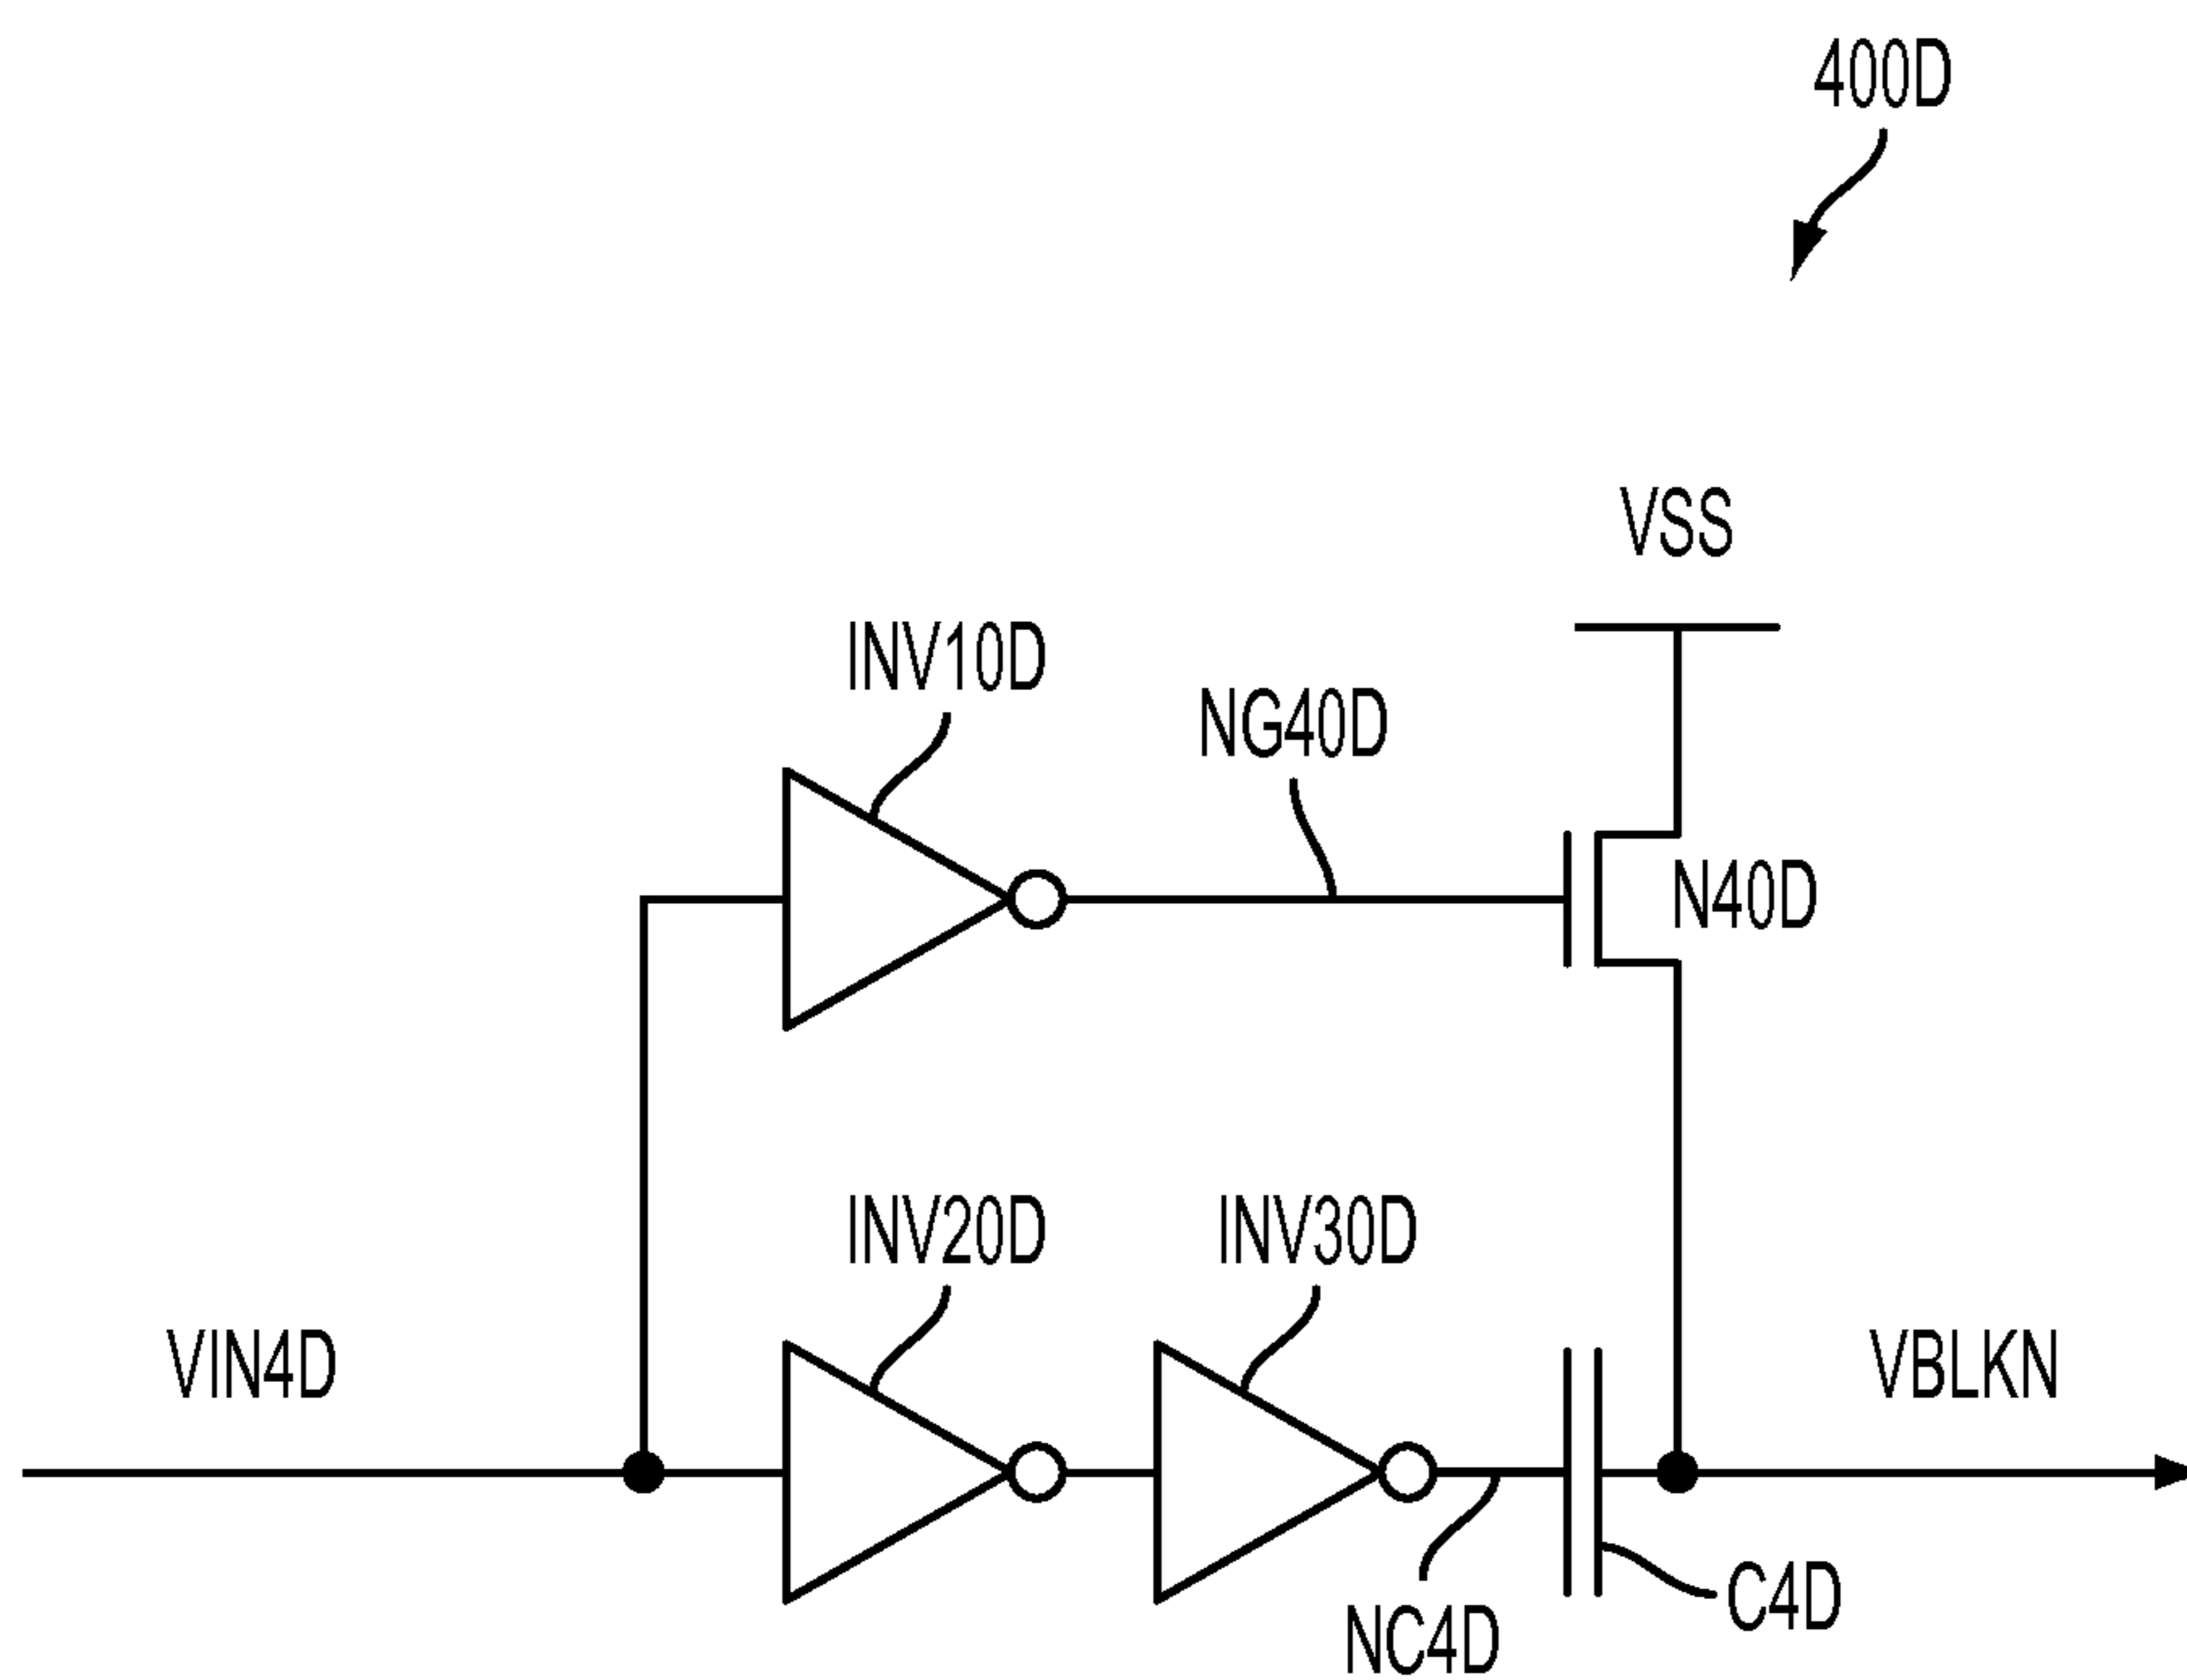 400D
VSS
INV10D
NG40D
N40D
INV20D
INV30D
VIN4D
VBLKN
C4D
NC4D